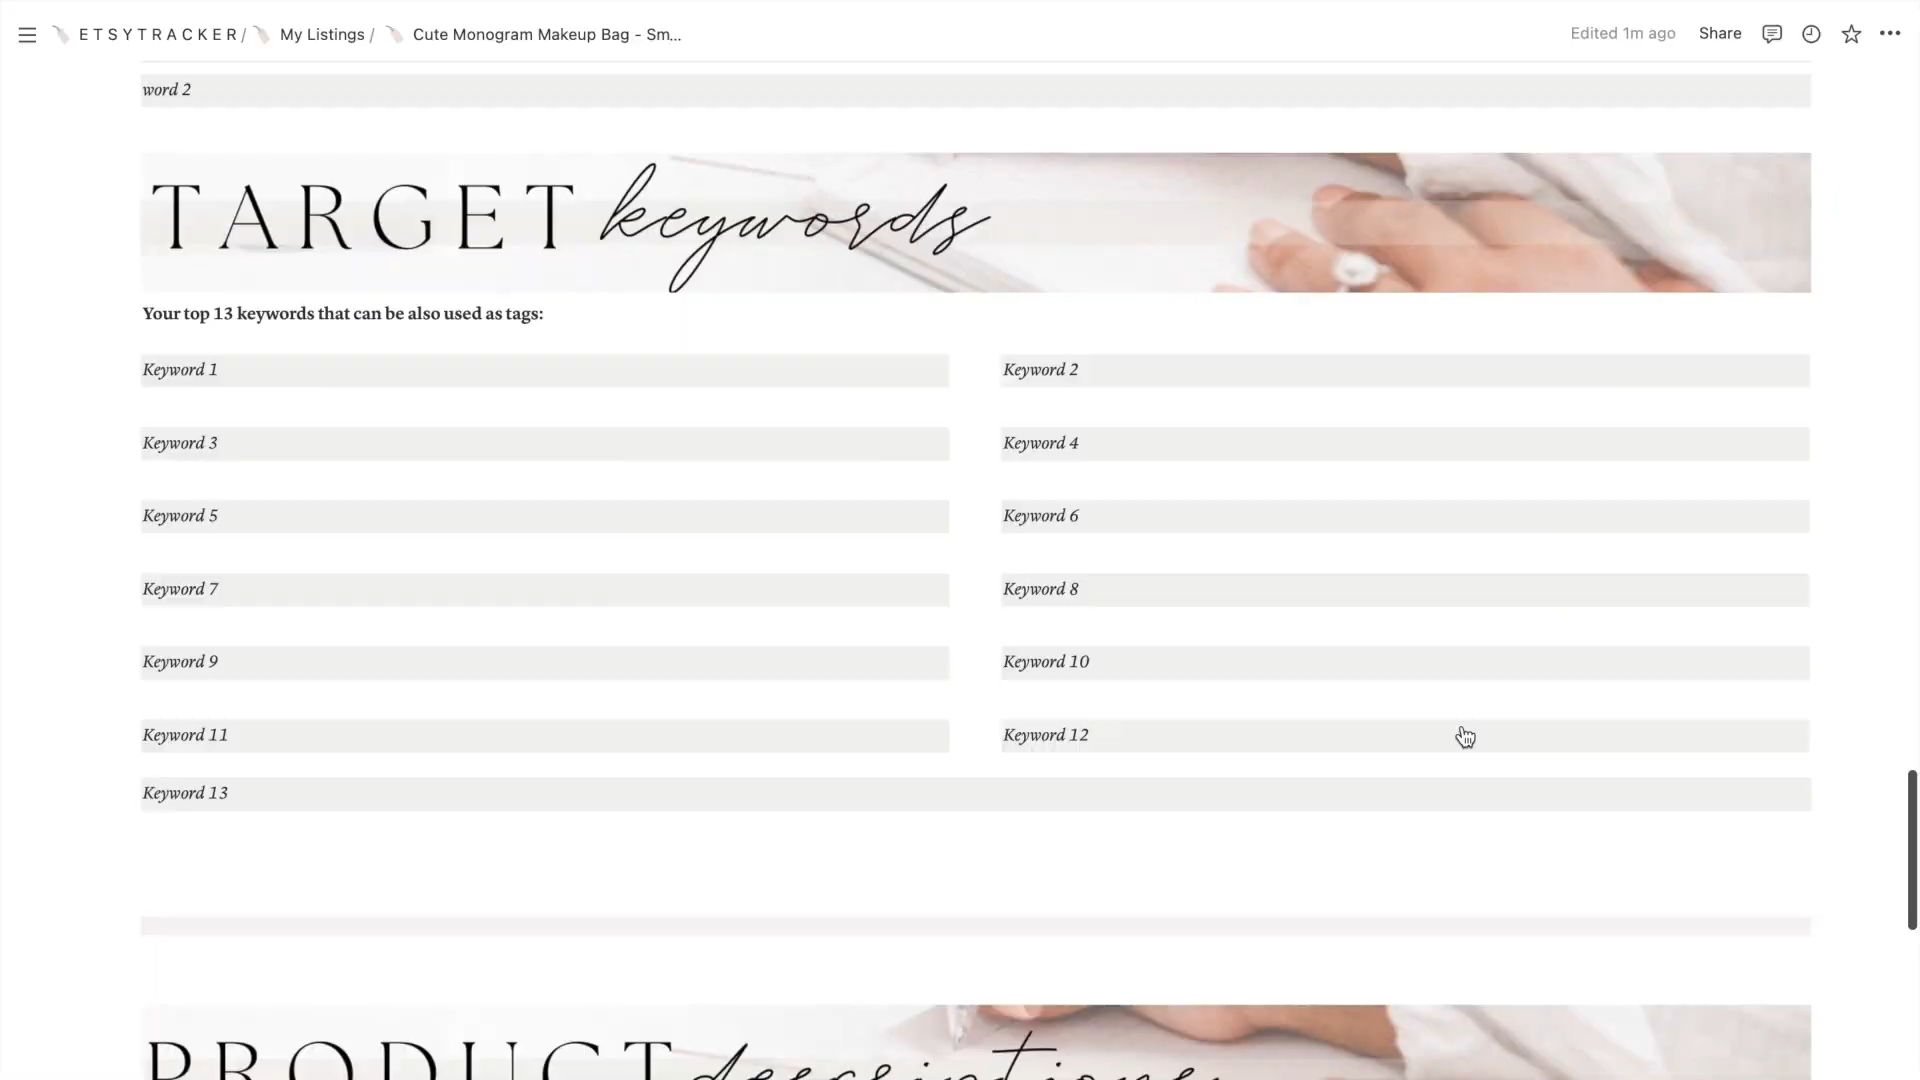 E T S Y T R A C K E R / My Listings / Cute Monogram Makeup Bag - Sm...
Edited 1m ago Share
word 2
TARGET keywords
Your top 13 keywords that can be also used as tags:
Keyword 1
Keyword 2
Keyword 3
Keyword 4
Keyword 5
Keyword 6
Keyword 7
Keyword 8
Keyword 9
Keyword 10
Keyword 11
Keyword 12
Keyword 13
PRODUCT descriptions